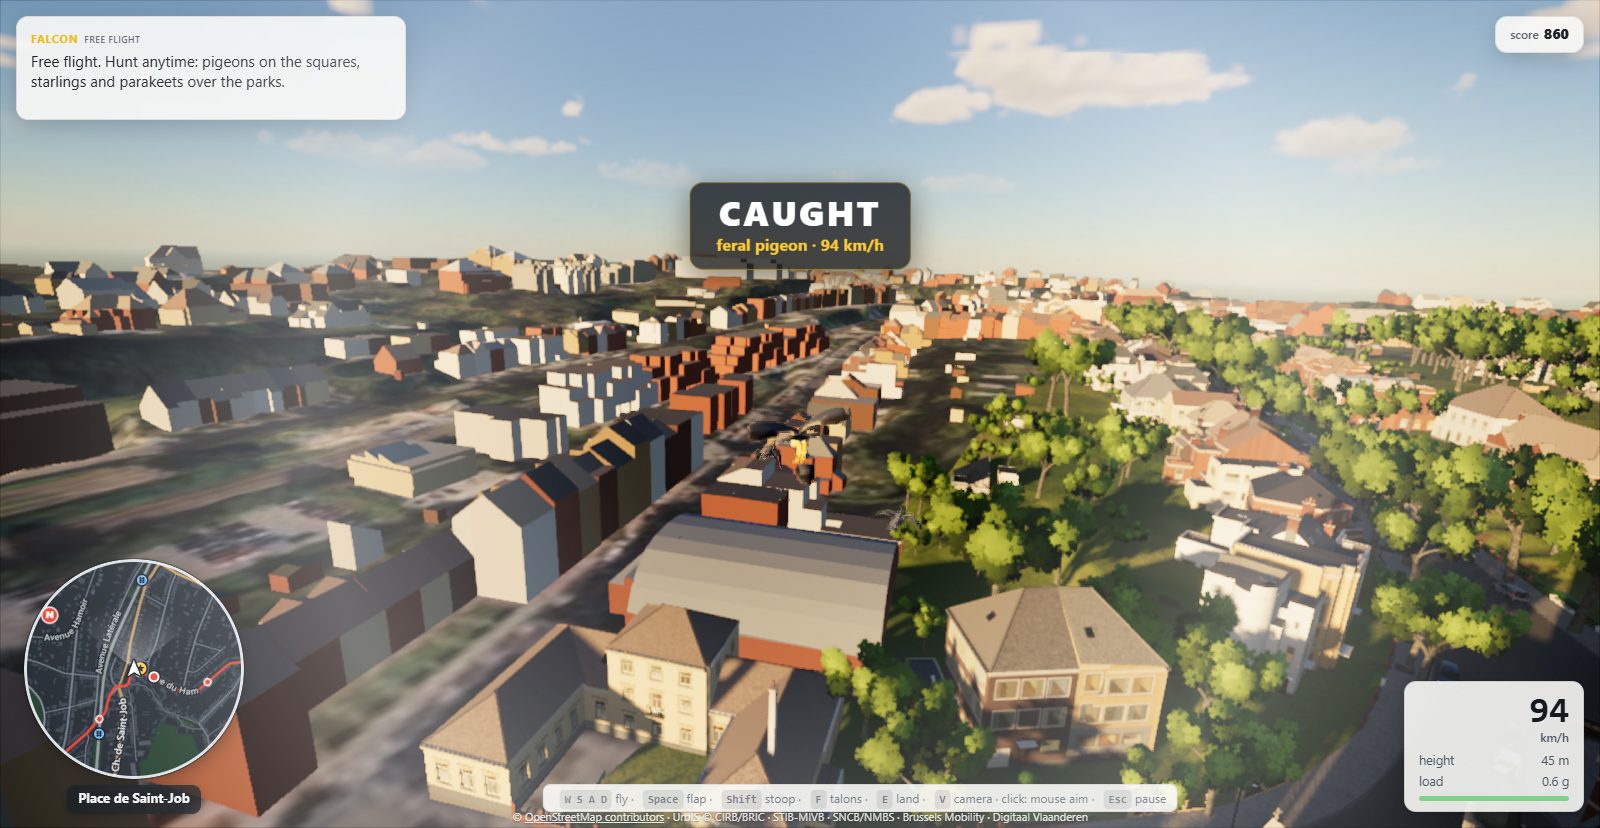 FALCON FREE FLIGHT
Free flight. Hunt anytime: pigeons on the squares,
starlings and parakeets over the parks.
score 860
CAUGHT
feral pigeon · 94 km/h
N
Avenue Hamoir
Avenue Latérale
e du Ham
Ch. de Saint-Job
Place de Saint-Job
94
km/h
height 45 m
load 0.6 g
W S A D fly · Space flap · Shift stoop · F talons · E land · V camera · click: mouse aim · Esc pause
© OpenStreetMap contributors · UrbIS © CIRB/BRIC · STIB-MIVB · SNCB/NMBS · Brussels Mobility · Digitaal Vlaanderen